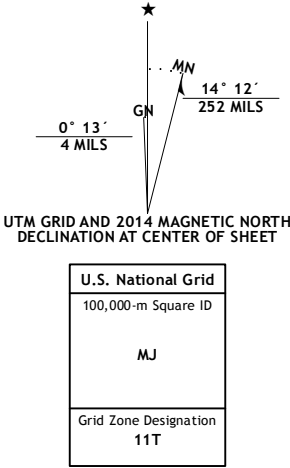 MN
14° 12´
252 MILS
GN
0° 13´
4 MILS
UTM GRID AND 2014 MAGNETIC NORTH
DECLINATION AT CENTER OF SHEET
U.S. National Grid
100,000-m Square ID
MJ
Grid Zone Designation
11T